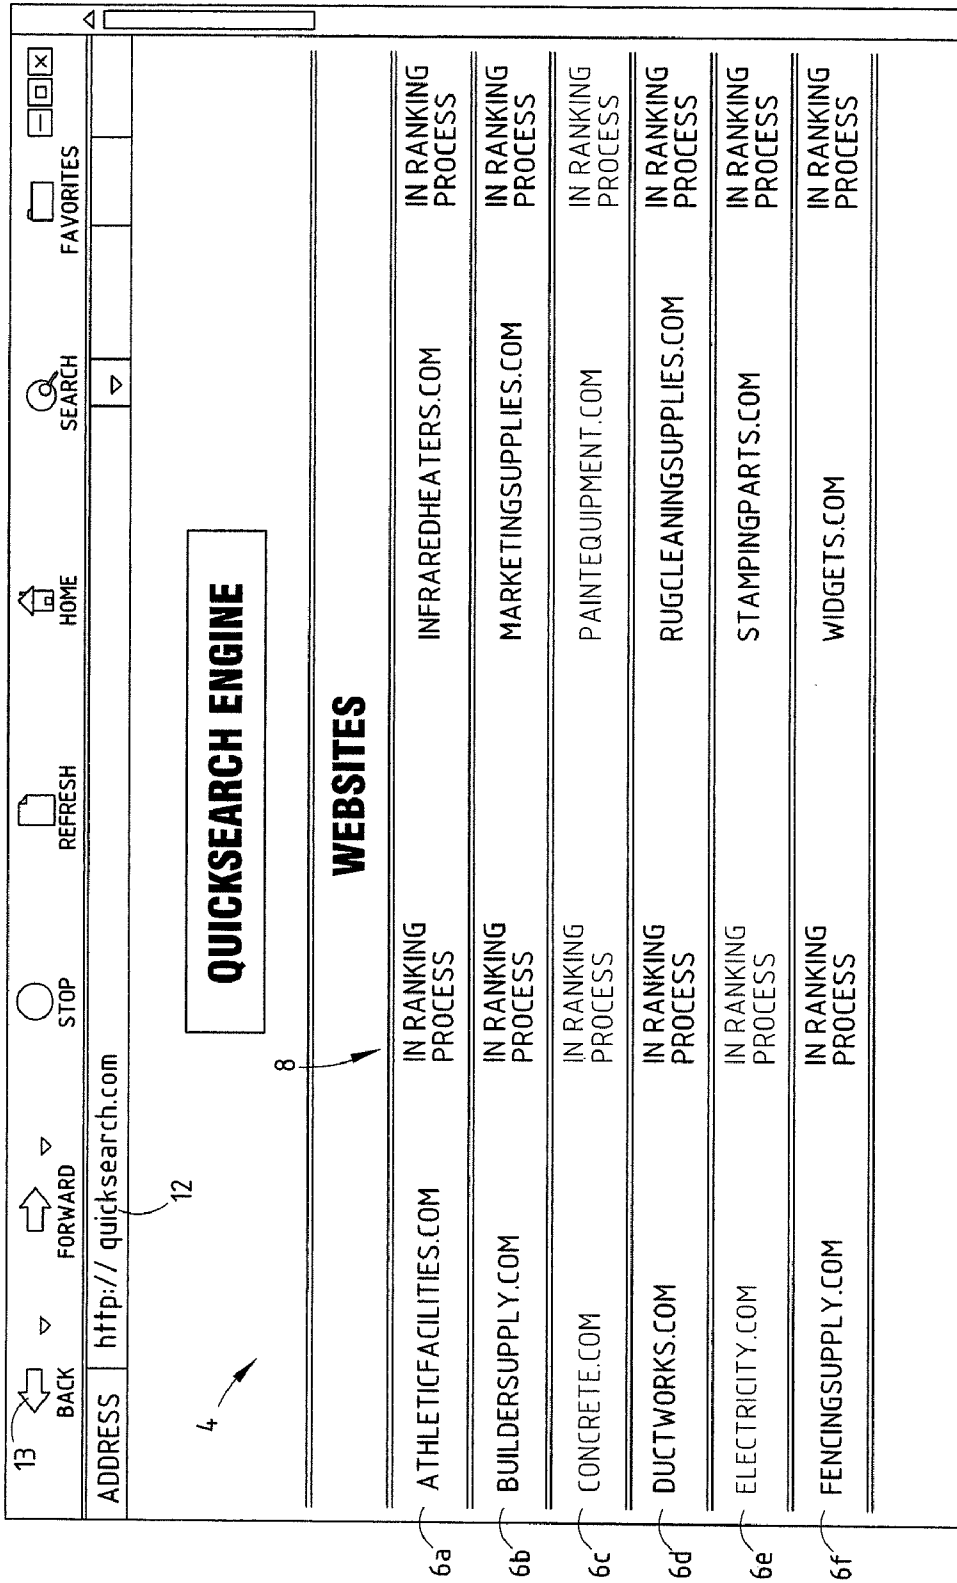 13
BACK FORWARD STOP REFRESH HOME SEARCH FAVORITES
ADDRESS http:// quicksearch.com
12
4
QUICKSEARCH ENGINE
8
WEBSITES
6a ATHLETICFACILITIES.COM IN RANKING PROCESS INFRAREDHEATERS.COM IN RANKING PROCESS
6b BUILDERSUPPLY.COM IN RANKING PROCESS MARKETINGSUPPLIES.COM IN RANKING PROCESS
6c CONCRETE.COM IN RANKING PROCESS PAINTEQUIPMENT.COM IN RANKING PROCESS
6d DUCTWORKS.COM IN RANKING PROCESS RUGCLEANINGSUPPLIES.COM IN RANKING PROCESS
6e ELECTRICITY.COM IN RANKING PROCESS STAMPINGPARTS.COM IN RANKING PROCESS
6f FENCINGSUPPLY.COM IN RANKING PROCESS WIDGETS.COM IN RANKING PROCESS